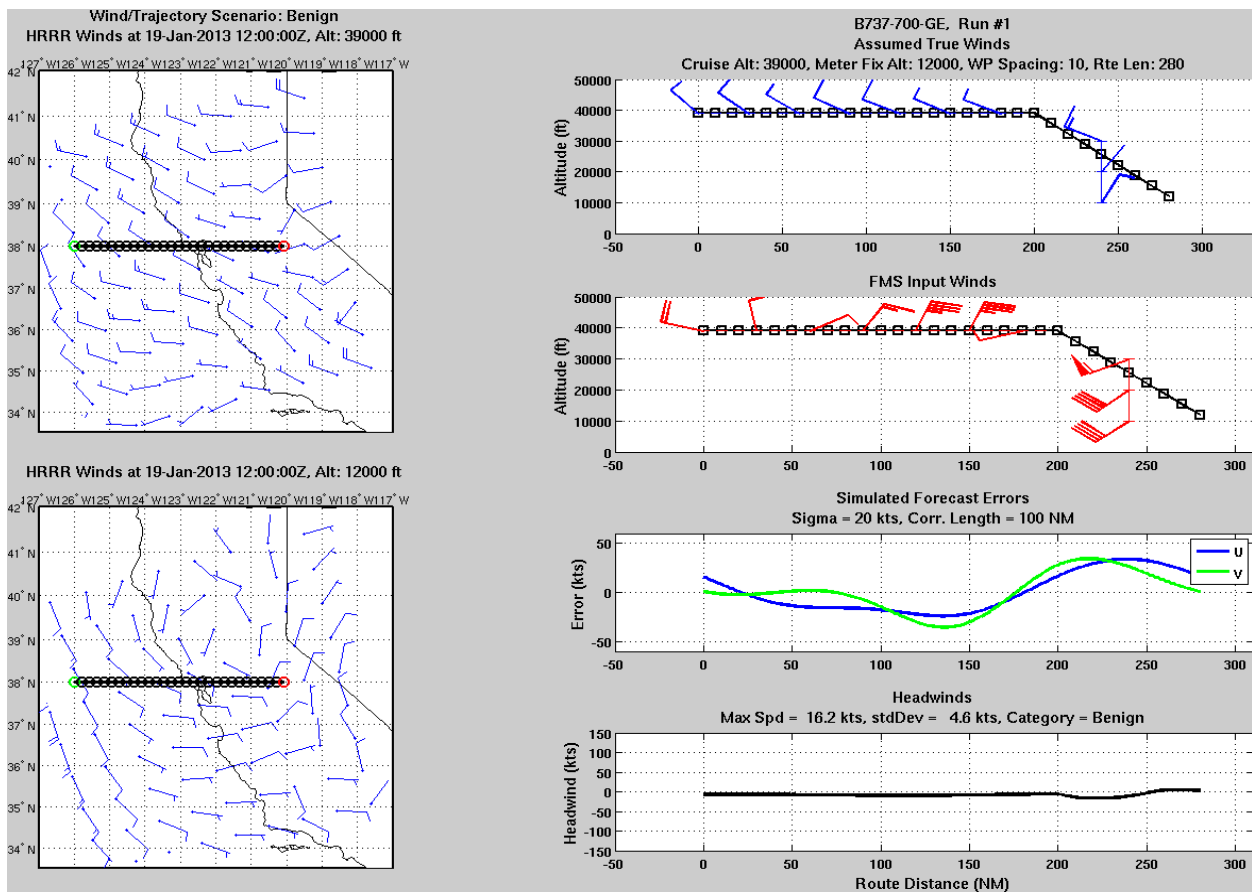 Wind/Trajectory Scenario: Benign
HRRR Winds at 19-Jan-2013 12:00:00Z, Alt: 39000 ft
127° W126° W125° W124° W123° W122° W121° W120° W119° W118° W117° W
42° N
41° N
40° N
39° N
38° N
37° N
36° N
35° N
34° N
HRRR Winds at 19-Jan-2013 12:00:00Z, Alt: 12000 ft
127° W126° W125° W124° W123° W122° W121° W120° W119° W118° W117° W
42° N
41° N
40° N
39° N
38° N
37° N
36° N
35° N
34° N
B737-700-GE, Run #1
Assumed True Winds
Cruise Alt: 39000, Meter Fix Alt: 12000, WP Spacing: 10, Rte Len: 280
Altitude (ft)
50000
40000
30000
20000
10000
0
-50 0 50 100 150 200 250 300
FMS Input Winds
Altitude (ft)
50000
40000
30000
20000
10000
0
-50 0 50 100 150 200 250 300
Simulated Forecast Errors
Sigma = 20 kts, Corr. Length = 100 NM
Error (kts)
50
0
-50
U
V
-50 0 50 100 150 200 250 300
Headwinds
Max Spd = 16.2 kts, stdDev = 4.6 kts, Category = Benign
Headwind (kts)
150
100
50
0
-50
-100
-150
-50 0 50 100 150 200 250 300
Route Distance (NM)